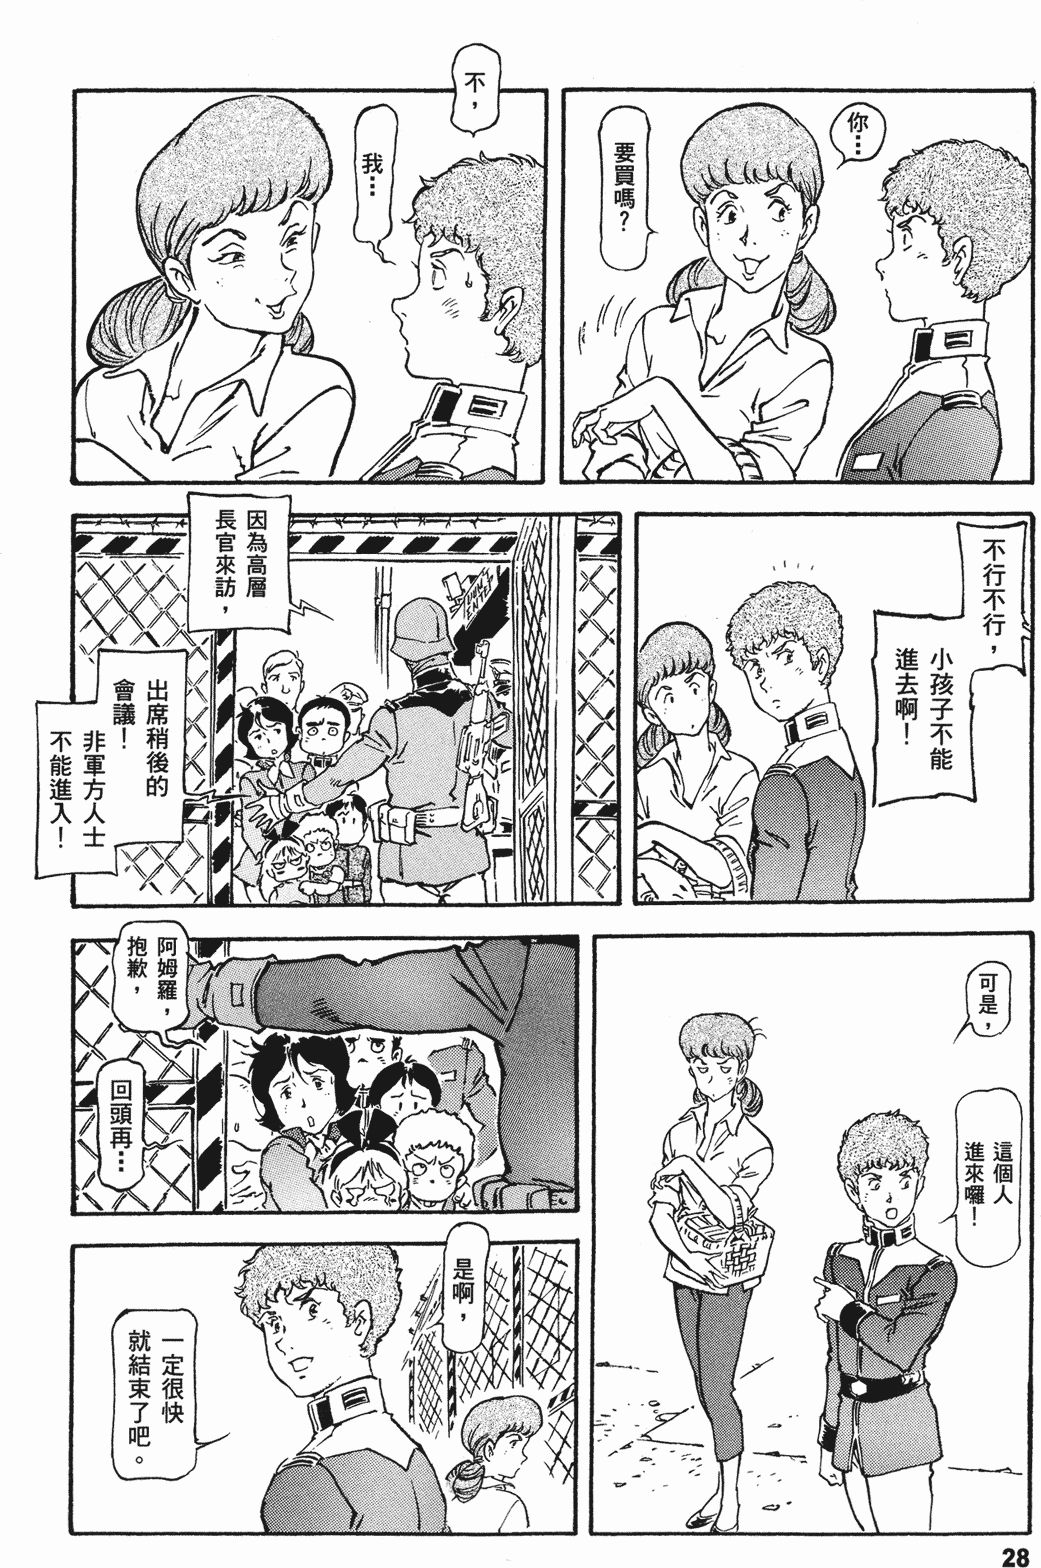 你…
要買嗎？
不，
我…
不行不行，
小孩子不能
進去啊！
因為高層
長官來訪，
出席稍後的
會議！
非軍方人士
不能進入！
可是，
這個人
進來囉！
阿姆羅，
抱歉，
回頭再…
是啊，
一定很快
就結束了吧。
28